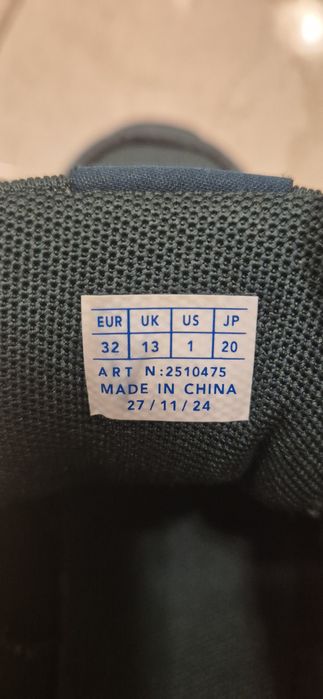 EUR UK US JP
32 13 1 20
ART N:2510475
MADE IN CHINA
27/11/24